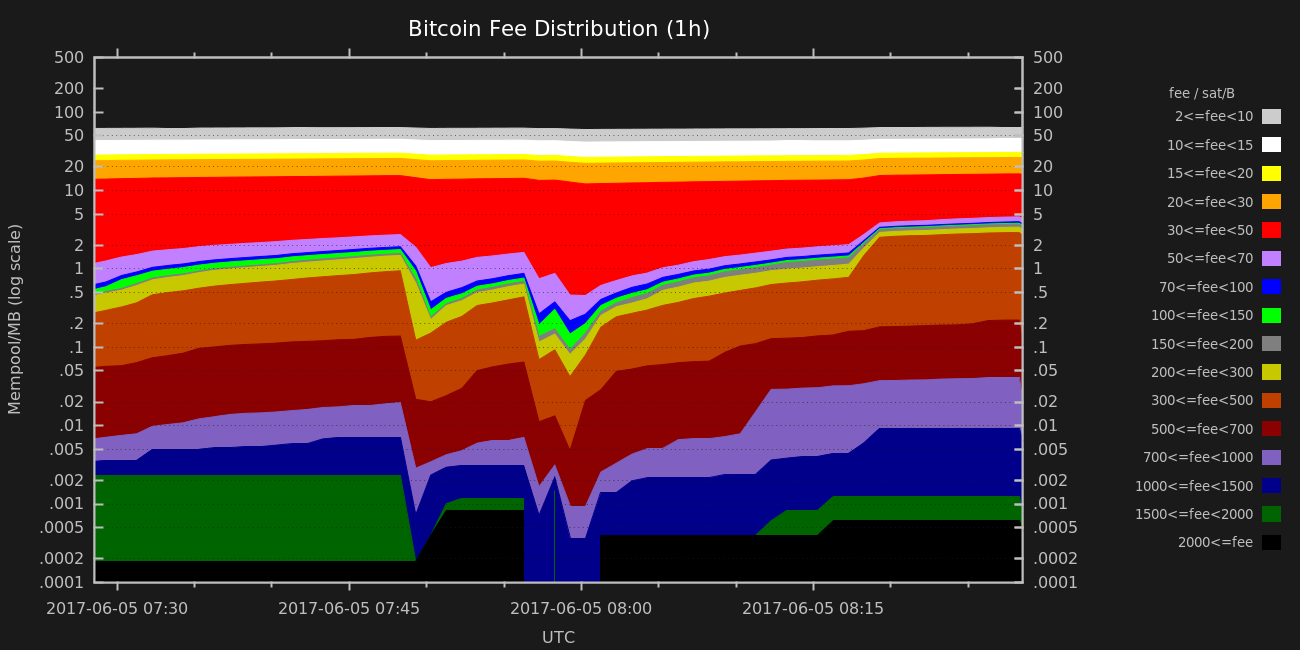 Bitcoin Fee Distribution (1h)
500 500
200 200
100 100
50 50
20 20
10 10
5 5
2 2
1 1
.5 .5
.2 .2
.1 .1
.05 .05
.02 .02
.01 .01
.005 .005
.002 .002
.001 .001
.0005 .0005
.0002 .0002
.0001 .0001
Mempool/MB (log scale)
2017-06-05 07:30 2017-06-05 07:45 2017-06-05 08:00 2017-06-05 08:15
UTC
fee / sat/B
2<=fee<10
10<=fee<15
15<=fee<20
20<=fee<30
30<=fee<50
50<=fee<70
70<=fee<100
100<=fee<150
150<=fee<200
200<=fee<300
300<=fee<500
500<=fee<700
700<=fee<1000
1000<=fee<1500
1500<=fee<2000
2000<=fee